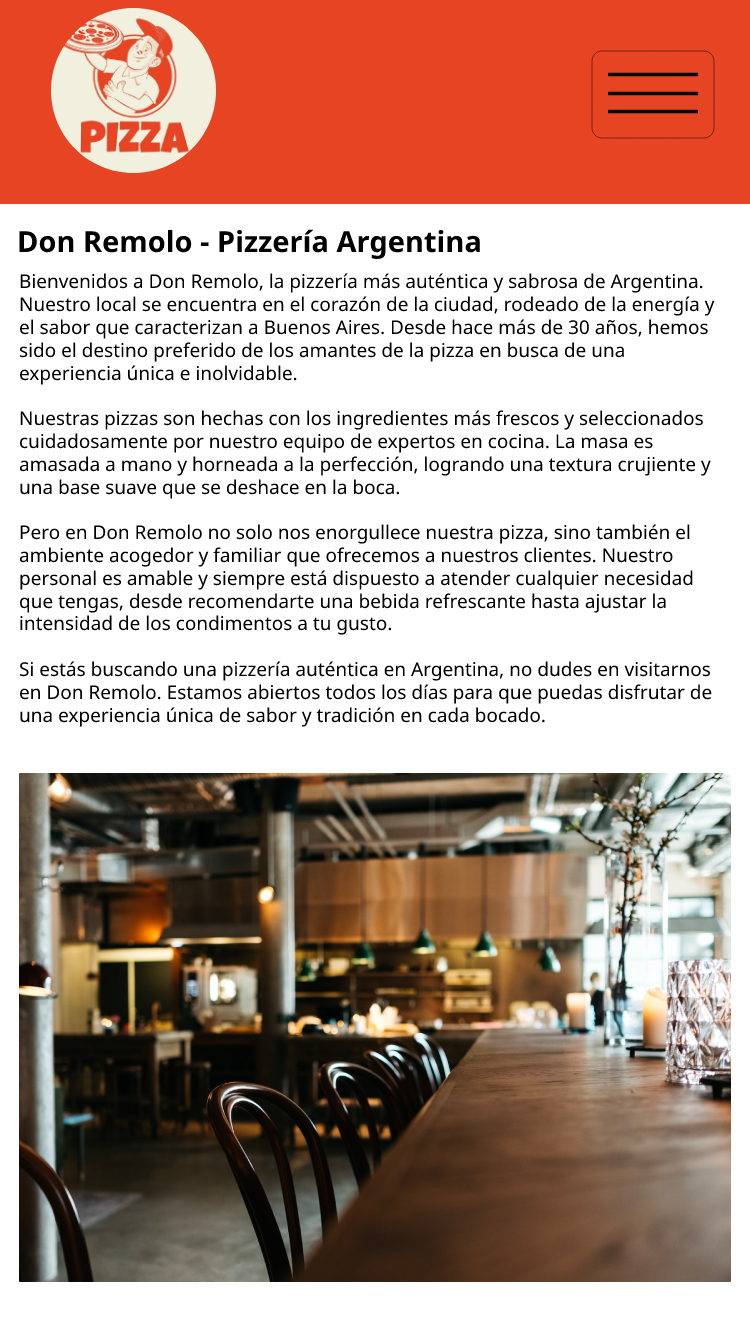 PIZZA
Don Remolo - Pizzería Argentina
Bienvenidos a Don Remolo, la pizzería más auténtica y sabrosa de Argentina.
Nuestro local se encuentra en el corazón de la ciudad, rodeado de la energía y
el sabor que caracterizan a Buenos Aires. Desde hace más de 30 años, hemos
sido el destino preferido de los amantes de la pizza en busca de una
experiencia única e inolvidable.
Nuestras pizzas son hechas con los ingredientes más frescos y seleccionados
cuidadosamente por nuestro equipo de expertos en cocina. La masa es
amasada a mano y horneada a la perfección, logrando una textura crujiente y
una base suave que se deshace en la boca.
Pero en Don Remolo no solo nos enorgullece nuestra pizza, sino también el
ambiente acogedor y familiar que ofrecemos a nuestros clientes. Nuestro
personal es amable y siempre está dispuesto a atender cualquier necesidad
que tengas, desde recomendarte una bebida refrescante hasta ajustar la
intensidad de los condimentos a tu gusto.
Si estás buscando una pizzería auténtica en Argentina, no dudes en visitarnos
en Don Remolo. Estamos abiertos todos los días para que puedas disfrutar de
una experiencia única de sabor y tradición en cada bocado.